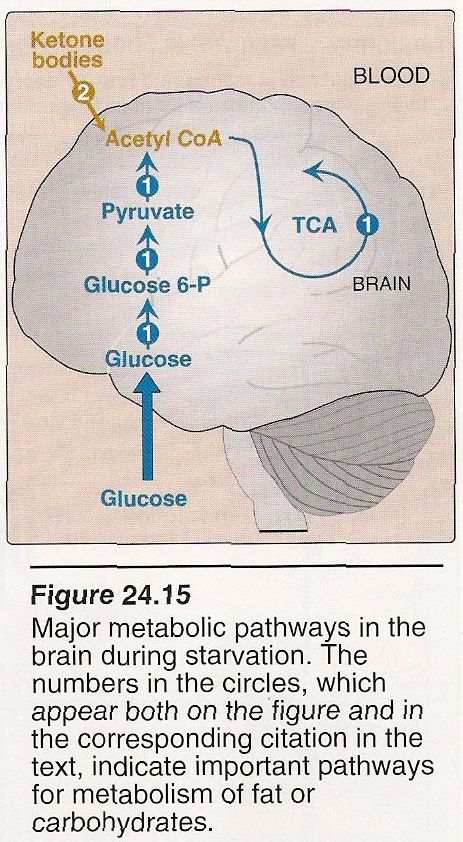 Ketone
bodies
2
BLOOD
Acetyl CoA
1
Pyruvate
TCA
1
1
Glucose 6-P
BRAIN
1
Glucose
Glucose
Figure 24.15
Major metabolic pathways in the
brain during starvation. The
numbers in the circles, which
appear both on the figure and in
the corresponding citation in the
text, indicate important pathways
for metabolism of fat or
carbohydrates.